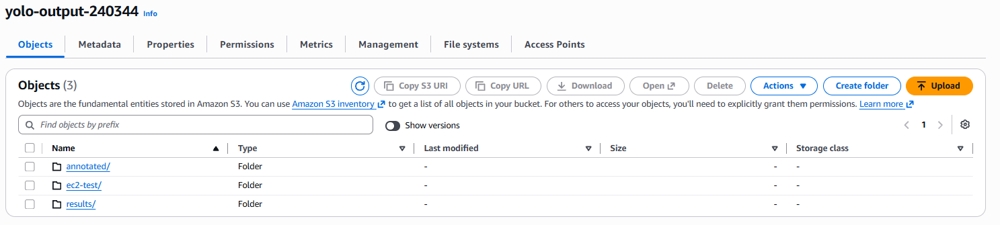 yolo-output-240344 Info
Objects Metadata Properties Permissions Metrics Management File systems Access Points
Objects (3) Copy S3 URI Copy URL Download Open Delete Actions Create folder Upload
Objects are the fundamental entities stored in Amazon S3. You can use Amazon S3 inventory to get a list of all objects in your bucket. For others to access your objects, you'll need to explicitly grant them permissions. Learn more
Find objects by prefix Show versions 1
Name Type Last modified Size Storage class
annotated/ Folder - - -
ec2-test/ Folder - - -
results/ Folder - - -